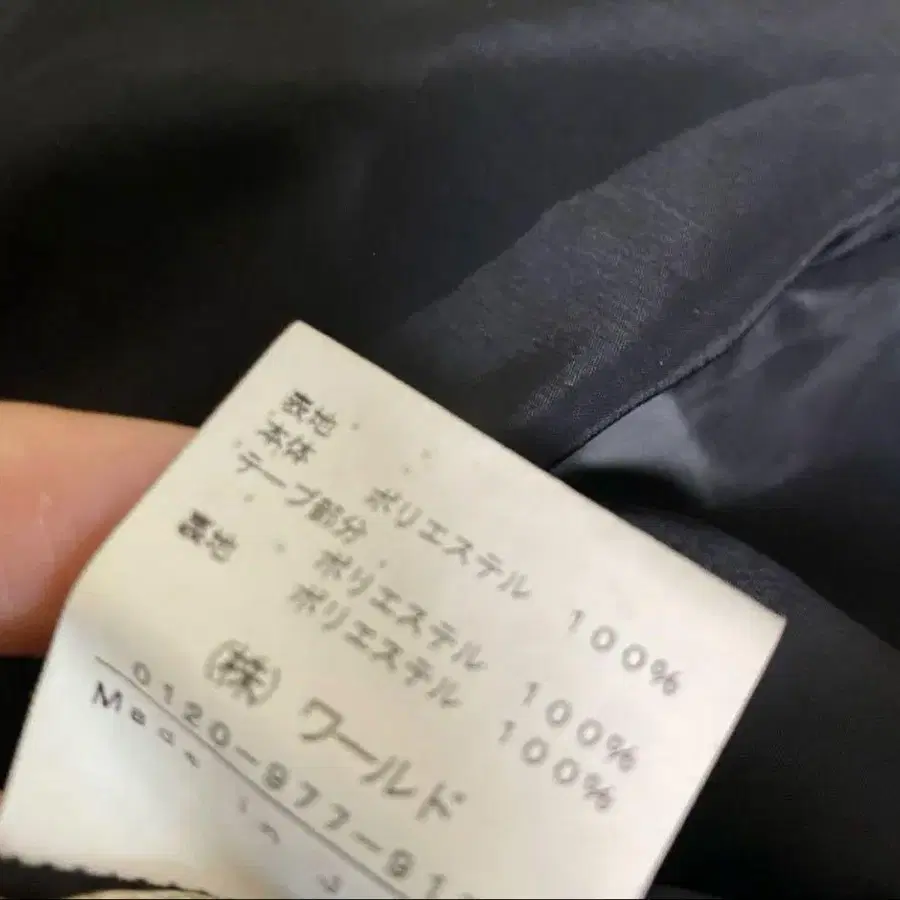 表地
本体 ポリエステル 100%
テープ部分 ポリエステル 100%
裏地 ポリエステル 100%
(株)ワールド
0120-977-91
Made in J